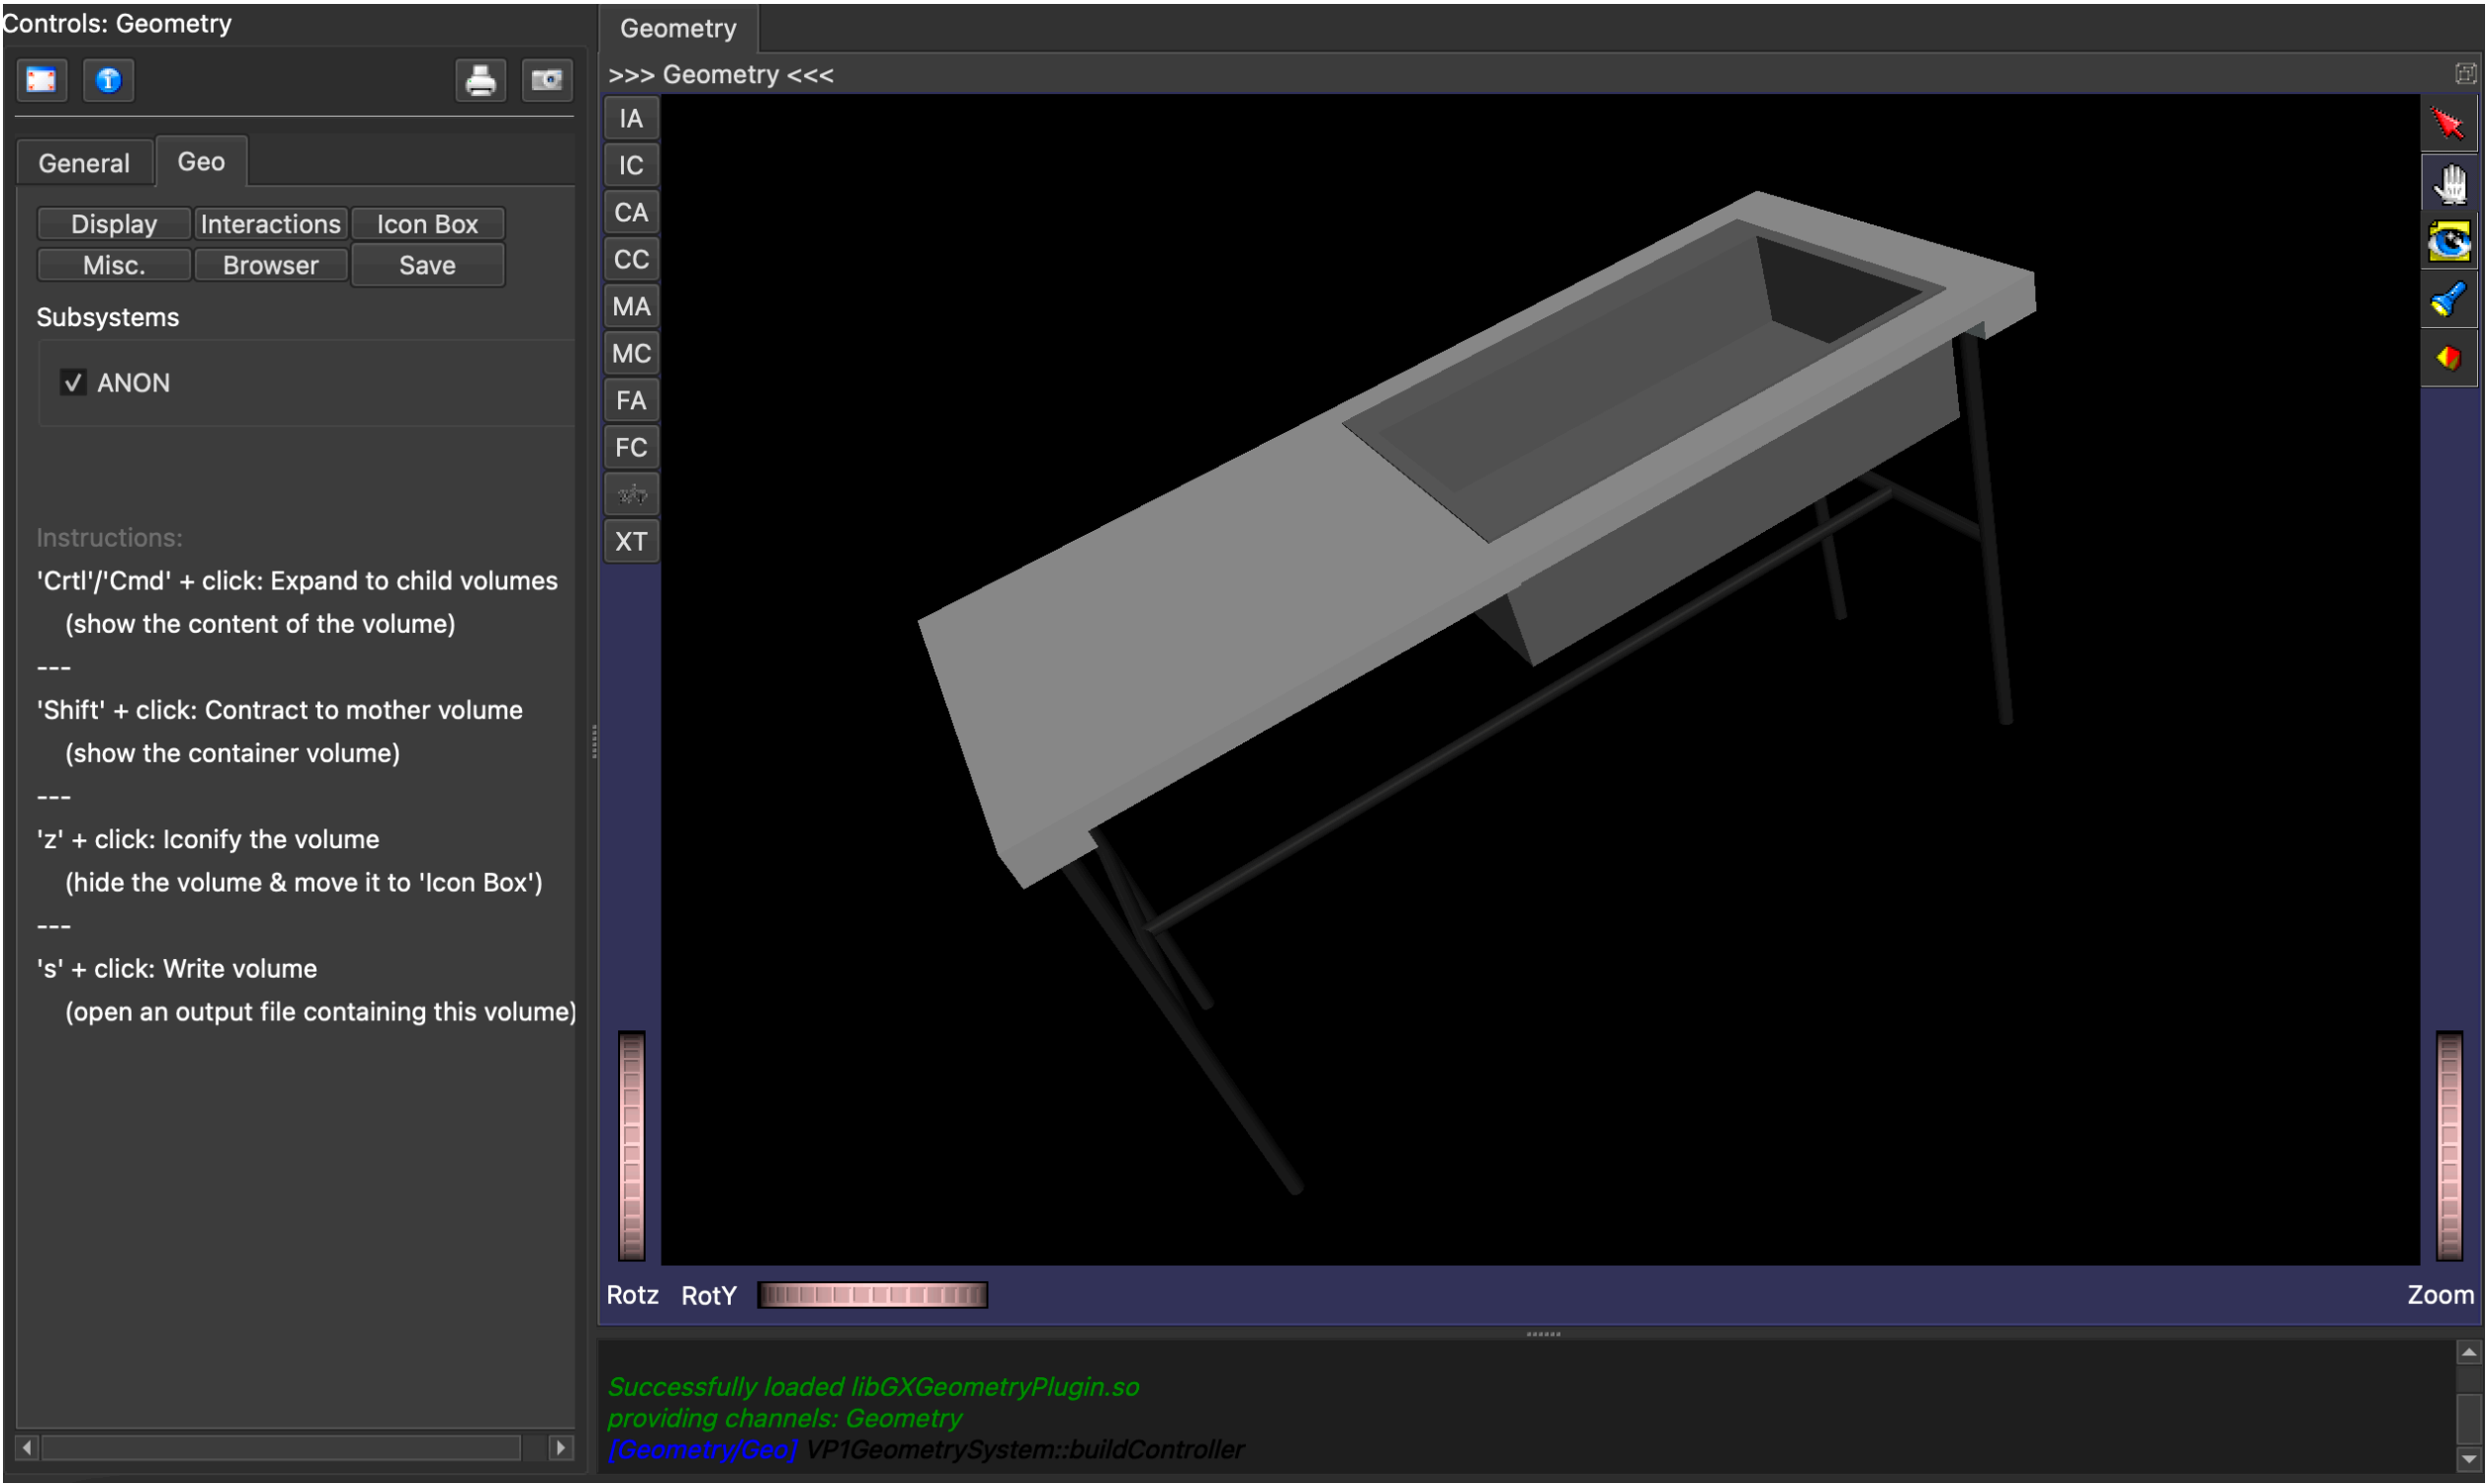 Controls: Geometry
General
Geo
Display
Interactions
Icon Box
Misc.
Browser
Save
Subsystems
ANON
Instructions:
'Crtl'/'Cmd' + click: Expand to child volumes
(show the content of the volume)
---
'Shift' + click: Contract to mother volume
(show the container volume)
---
'z' + click: Iconify the volume
(hide the volume & move it to 'Icon Box')
---
's' + click: Write volume
(open an output file containing this volume)
Geometry
>>> Geometry <<<
IA
IC
CA
CC
MA
MC
FA
FC
XT
Rotz
RotY
Zoom
Successfully loaded libGXGeometryPlugin.so
providing channels: Geometry
[Geometry/Geo] VP1GeometrySystem::buildController